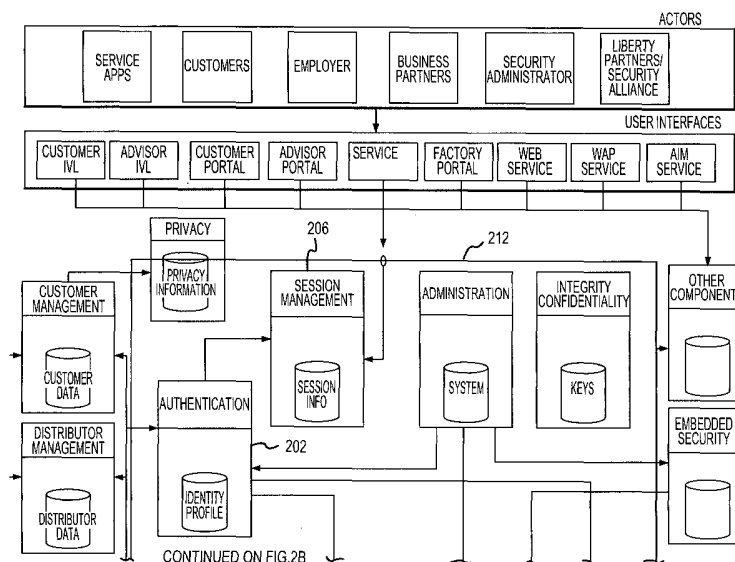 ACTORS
SERVICE
APPS
CUSTOMERS
EMPLOYER
BUSINESS
PARTNERS
SECURITY
ADMINISTRATOR
LIBERTY
PARTNERS/
SECURITY
ALLIANCE
USER INTERFACES
CUSTOMER
IVL
ADVISOR
IVL
CUSTOMER
PORTAL
ADVISOR
PORTAL
SERVICE
FACTORY
PORTAL
WEB
SERVICE
WAP
SERVICE
AIM
SERVICE
PRIVACY
PRIVACY
INFORMATION
206
212
CUSTOMER
MANAGEMENT
CUSTOMER
DATA
SESSION
MANAGEMENT
SESSION
INFO
ADMINISTRATION
SYSTEM
INTEGRITY
CONFIDENTIALITY
KEYS
OTHER
COMPONENT
AUTHENTICATION
202
IDENTITY
PROFILE
DISTRIBUTOR
MANAGEMENT
DISTRIBUTOR
DATA
EMBEDDED
SECURITY
CONTINUED ON FIG.2B